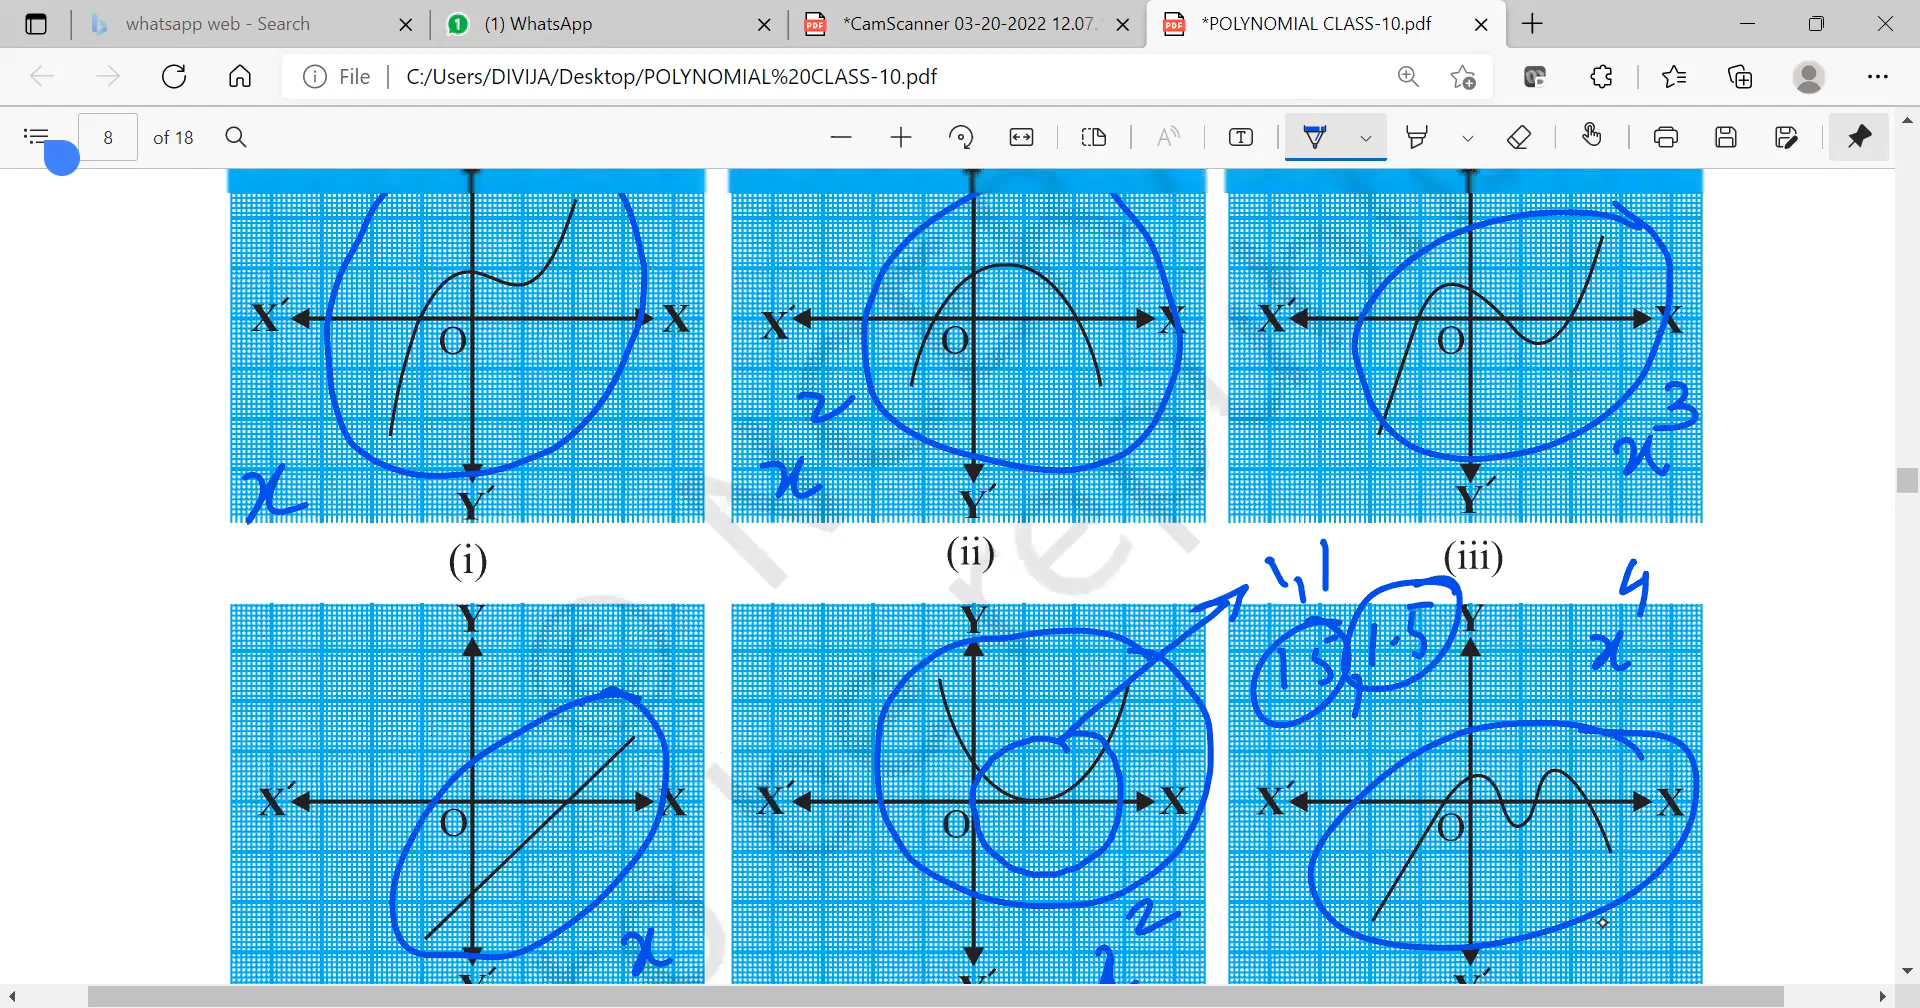 whatsapp web - Search
(1) WhatsApp
*CamScanner 03-20-2022 12.07.
*POLYNOMIAL CLASS-10.pdf
File
C:/Users/DIVIJA/Desktop/POLYNOMIAL%20CLASS-10.pdf
8 of 18
X′ X O Y′
X′ X O Y′
X′ X O Y′
x
x 2
x 3
(i)
(ii)
(iii)
1, 1
1.5, 1.5
x 4
Y X′ X O Y′
Y X′ X O Y′
Y X′ X O Y′
x
2